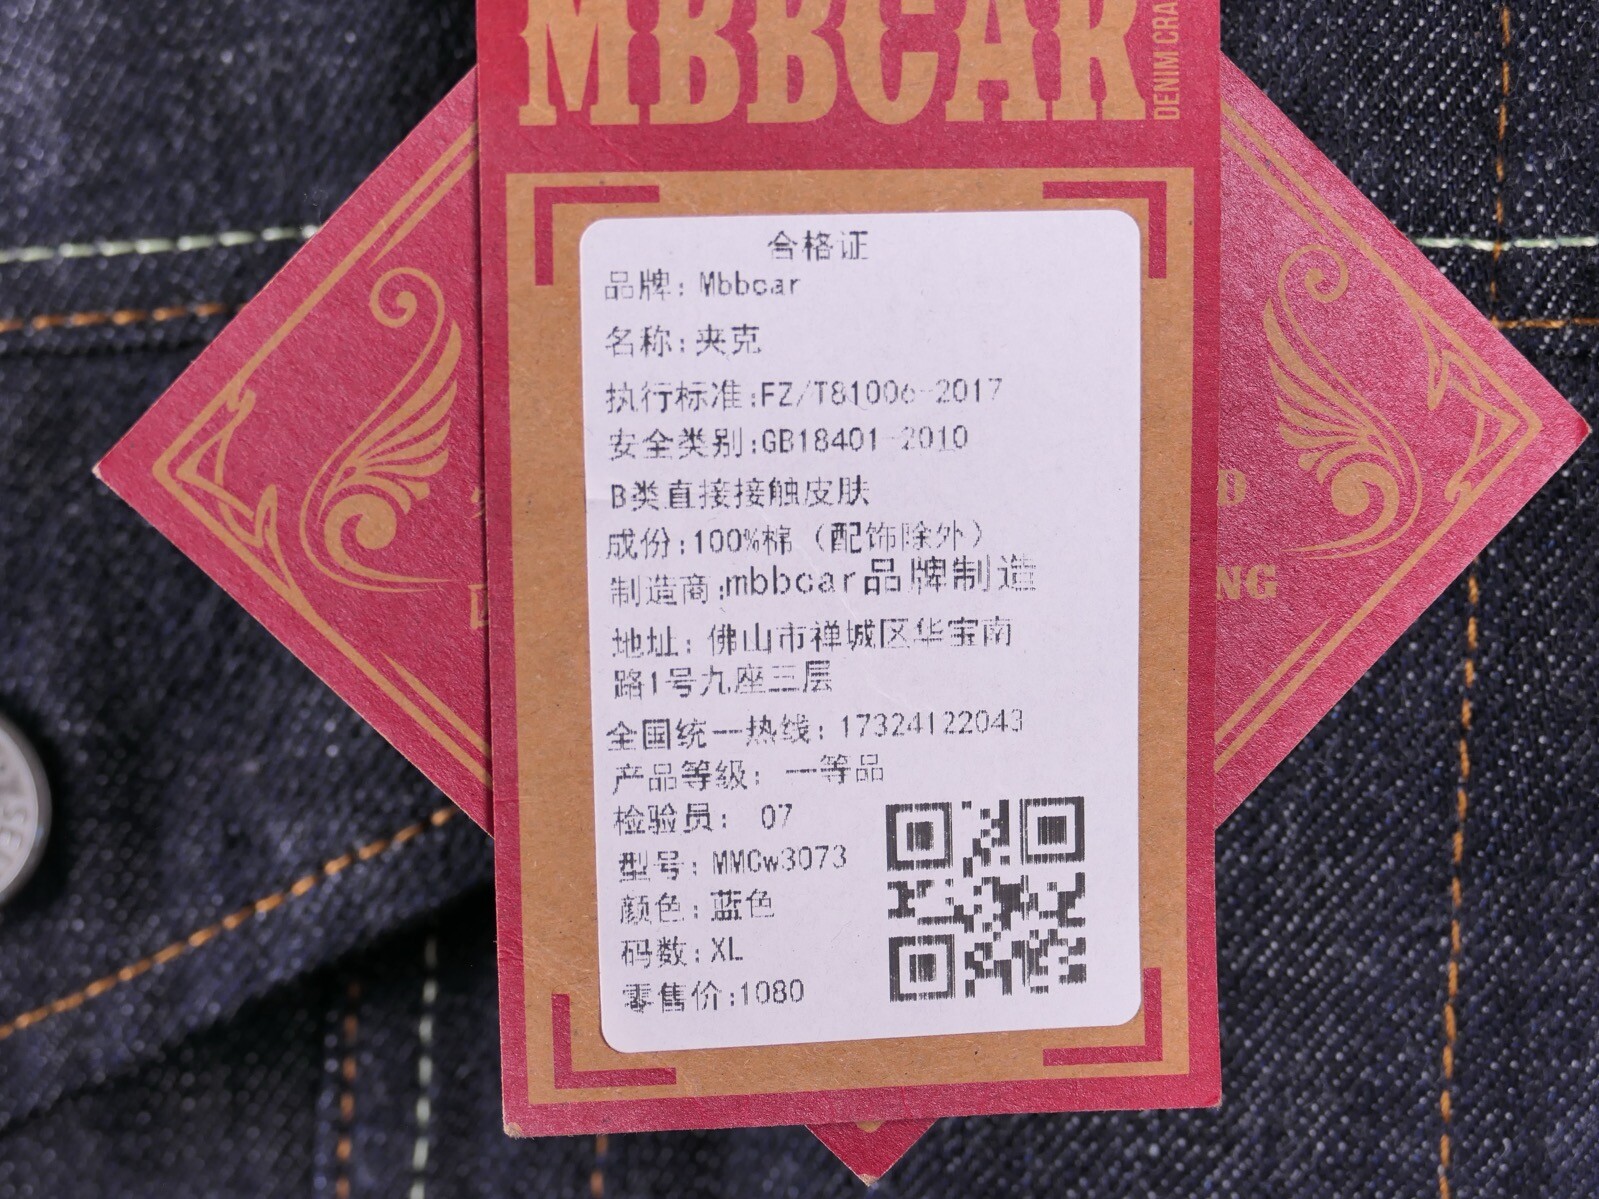 MBBCAR
DENIM CRA
合格证
品牌: Mbbcar
名称:夹克
执行标准:FZ/T81006-2017
安全类别:GB18401-2010
B类直接接触皮肤
成份:100%棉（配饰除外）
制造商:mbbcar品牌制造
地址: 佛山市禅城区华宝南
路1号九座三层
全国统一热线: 17324122043
产品等级: 一等品
检验员: 07
型号: MMCw3073
颜色:蓝色
码数:XL
零售价:1080
D
NG